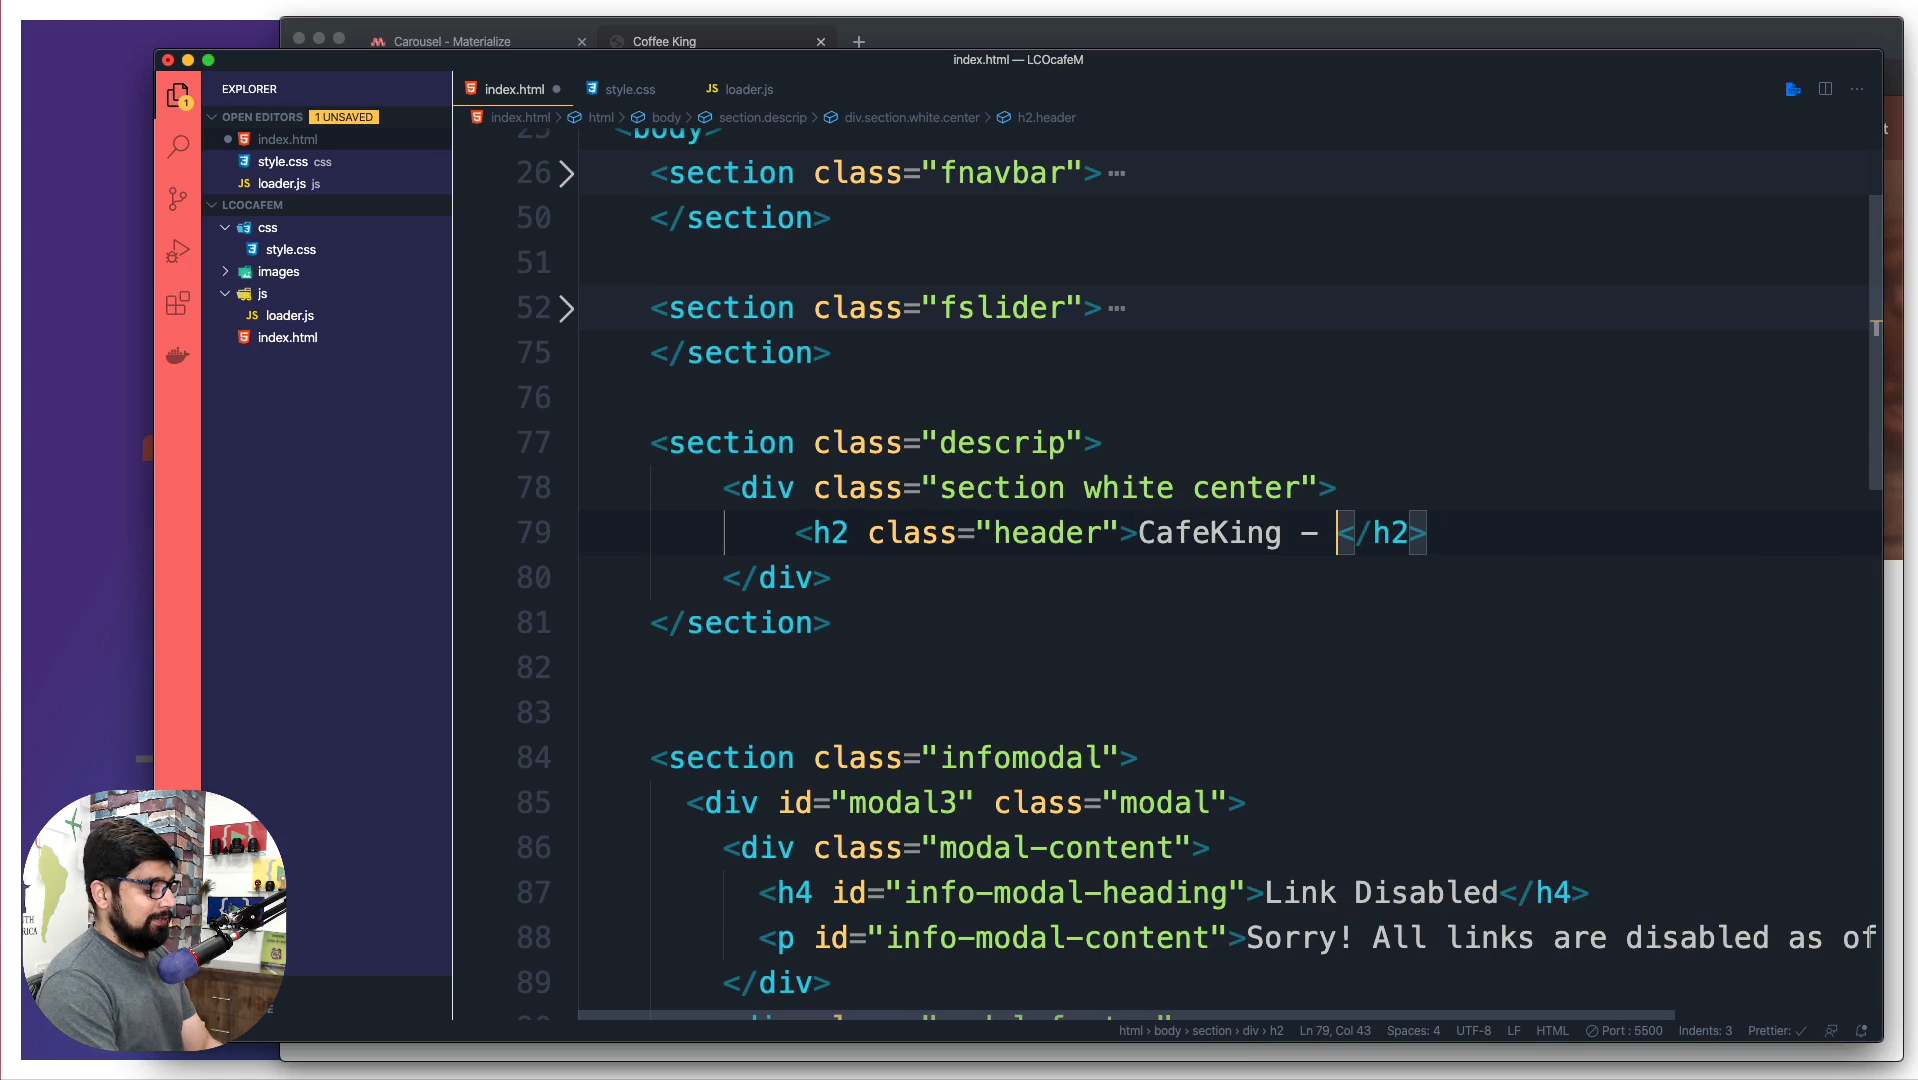 Carousel - Materialize
Coffee King
index.html — LCOcafeM
EXPLORER
OPEN EDITORS 1 UNSAVED
index.html
style.css css
JS loader.js js
LCOCAFEM
css
style.css
images
js
JS loader.js
index.html
index.html
style.css
JS loader.js
index.html > html > body > section.descrip > div.section.white.center > h2.header
25 <body>
26 <section class="fnavbar"> ⋯
50 </section>
51
52 <section class="fslider"> ⋯
75 </section>
76
77 <section class="descrip">
78 <div class="section white center">
79 <h2 class="header">CafeKing - </h2>
80 </div>
81 </section>
82
83
84 <section class="infomodal">
85 <div id="modal3" class="modal">
86 <div class="modal-content">
87 <h4 id="info-modal-heading">Link Disabled</h4>
88 <p id="info-modal-content">Sorry! All links are disabled as of
89 </div>
html › body › section › div › h2 Ln 79, Col 43 Spaces: 4 UTF-8 LF HTML Port : 5500 Indents: 3 Prettier: ✓